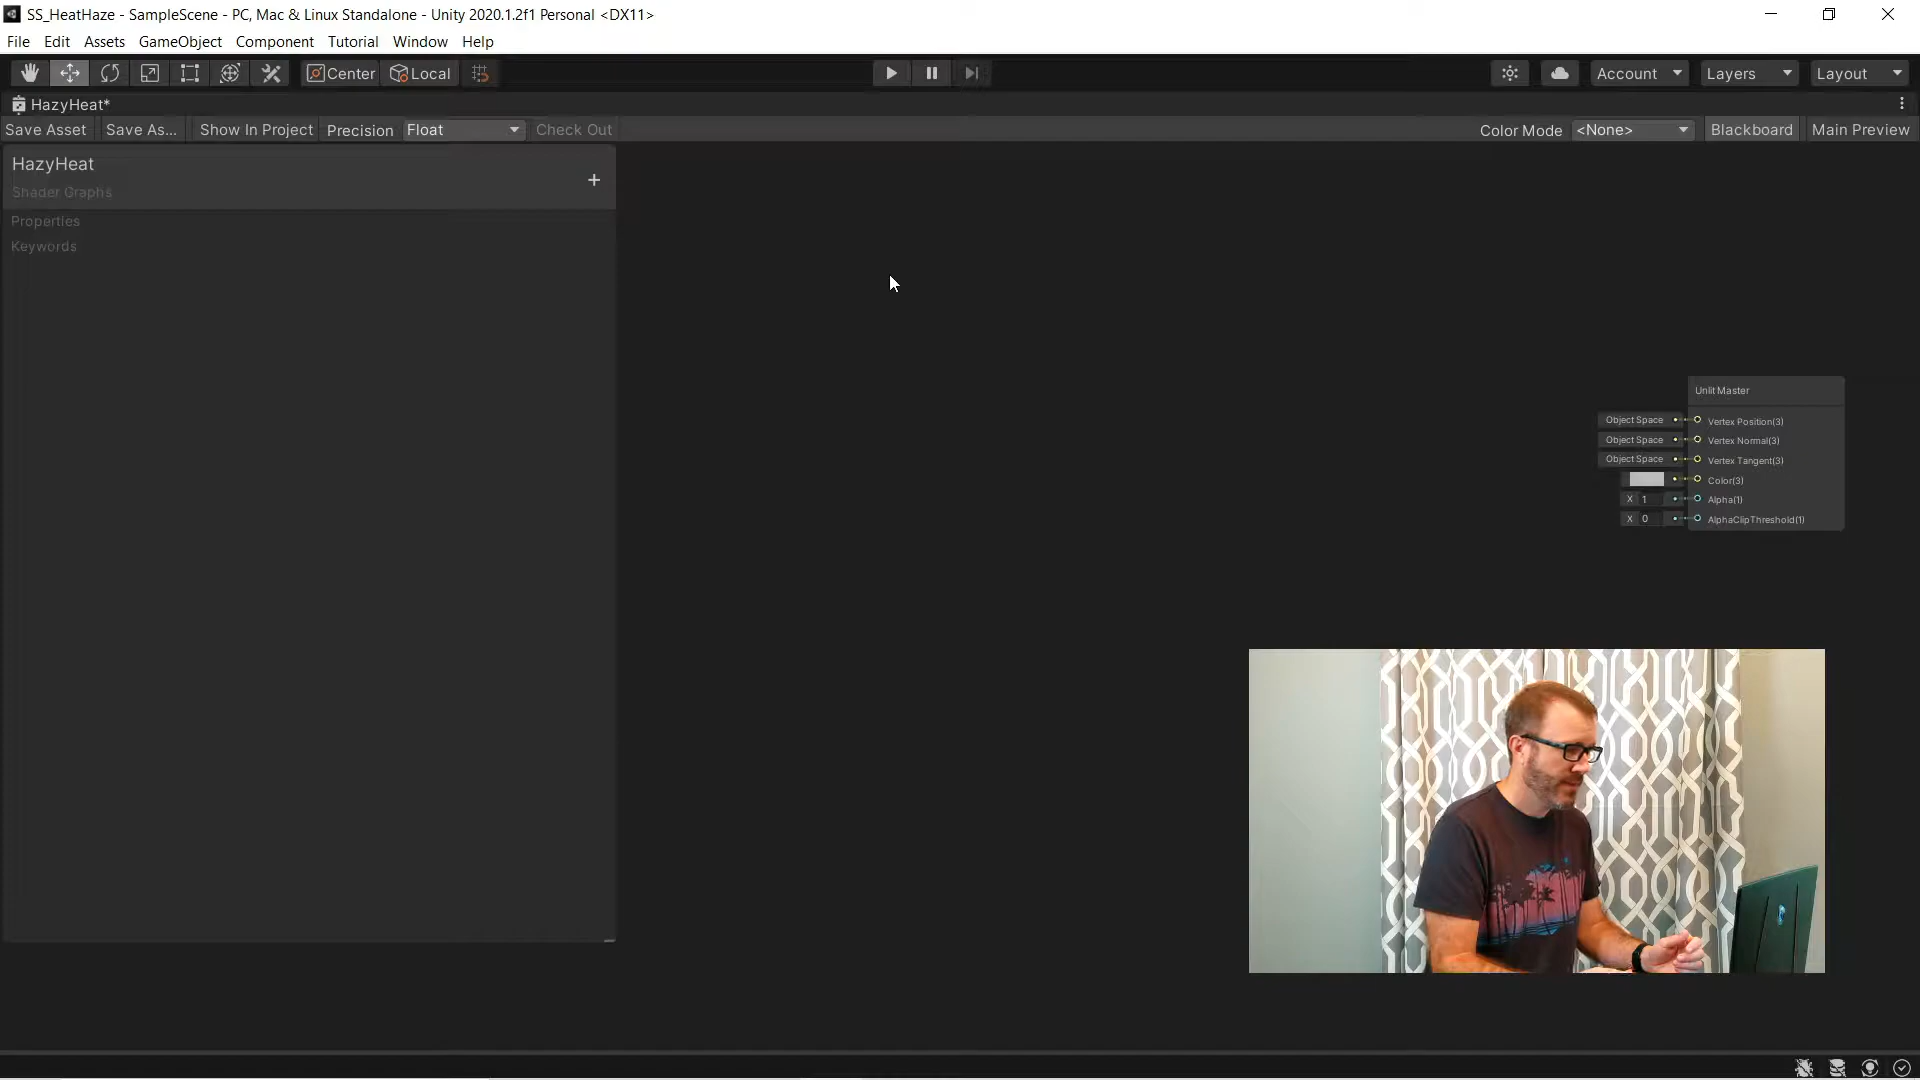 SS_HeatHaze - SampleScene - PC, Mac & Linux Standalone - Unity 2020.1.2f1 Personal <DX11>
File Edit Assets GameObject Component Tutorial Window Help
Center Local Account Layers Layout
HazyHeat*
Save Asset Save As... Show In Project Precision Float Check Out Color Mode <None> Blackboard Main Preview
HazyHeat
Shader Graphs
+
Properties
Keywords
Unlit Master
Object Space Vertex Position(3)
Object Space Vertex Normal(3)
Object Space Vertex Tangent(3)
Color(3)
X 1 Alpha(1)
X 0 AlphaClipThreshold(1)